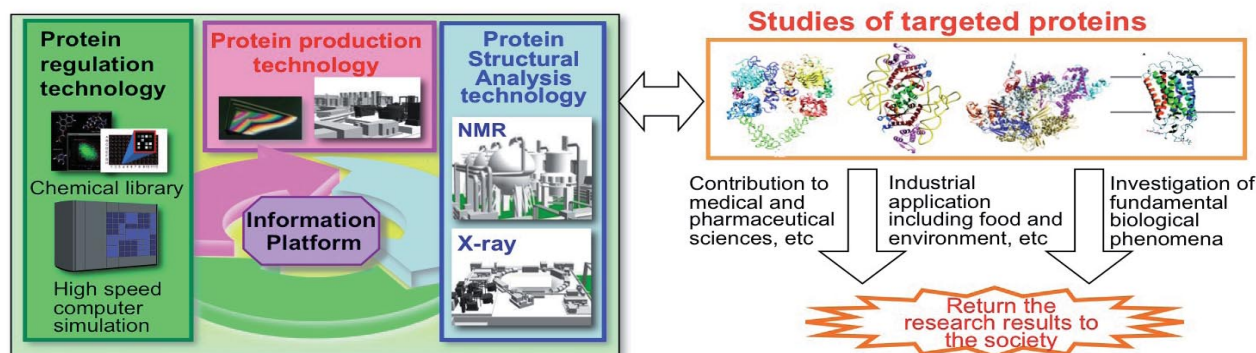 Protein
regulation
technology
Chemical library
High speed
computer
simulation
Protein production
technology
Protein
Structural
Analysis
technology
NMR
X-ray
Information
Platform
Studies of targeted proteins
Contribution to
medical and
pharmaceutical
sciences, etc
Industrial
application
including food and
environment, etc
Investigation of
fundamental
biological
phenomena
Return the
research results to
the society